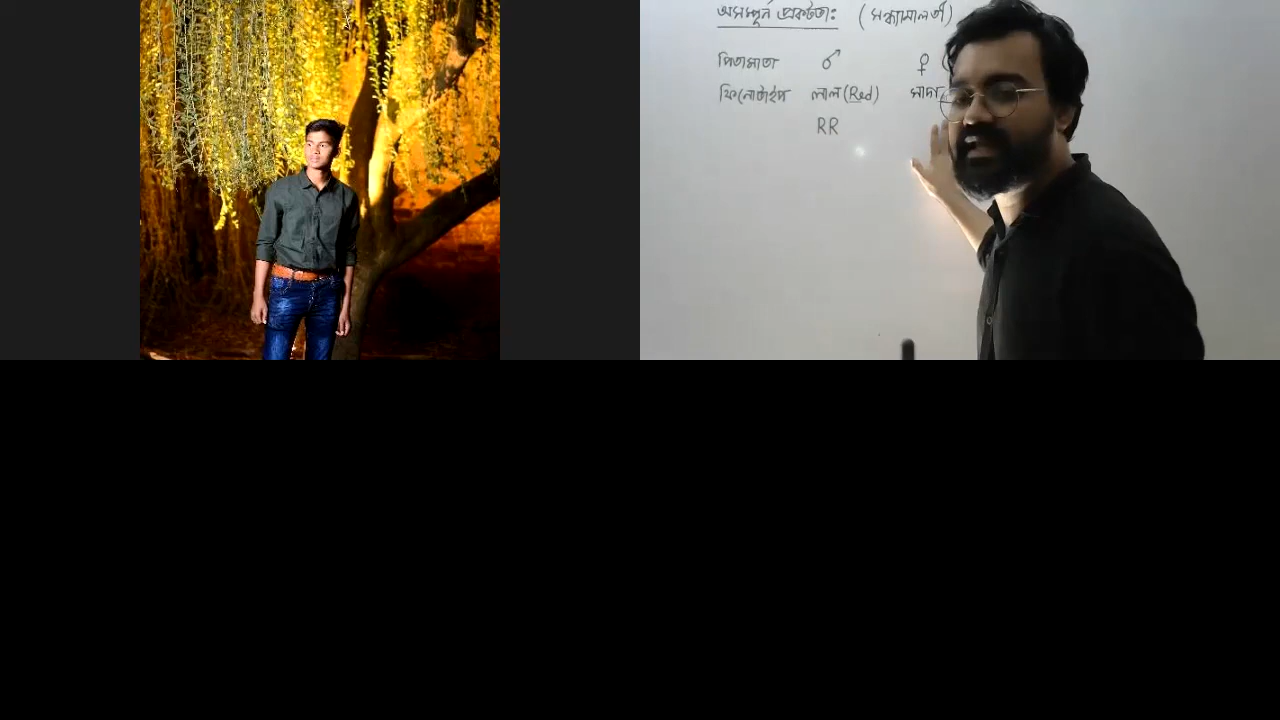 অসম্পূর্ন প্রকটতাঃ (সন্ধ্যামালতী)
পিতামাতা ♂ ♀
ফিনোটাইপ লাল (Red) সাদা
RR